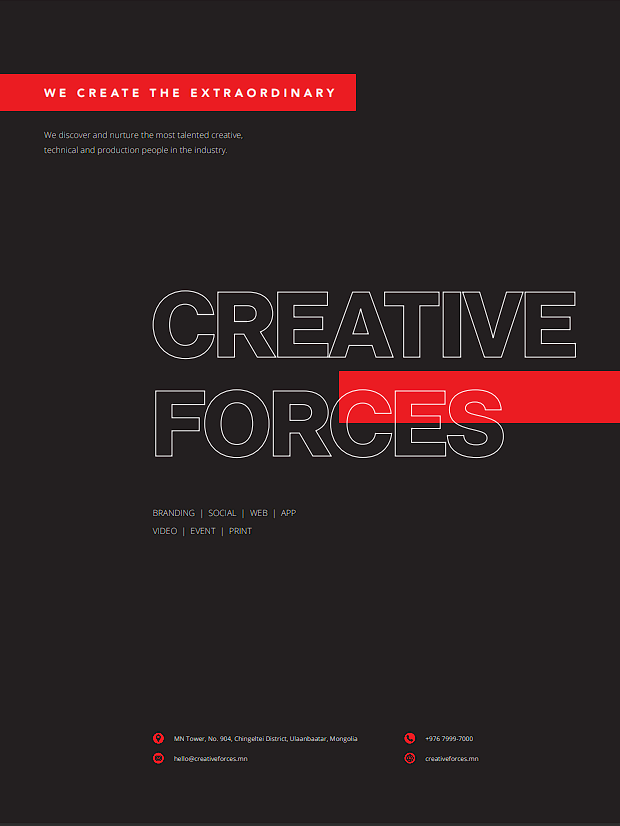 WE CREATE THE EXTRAORDINARY
We discover and nurture the most talented creative,
technical and production people in the industry.
CREATIVE
FORCES
BRANDING | SOCIAL | WEB | APP
VIDEO | EVENT | PRINT
MN Tower, No. 904, Chingeltei District, Ulaanbaatar, Mongolia
+976 7999-7000
hello@creativeforces.mn
creativeforces.mn